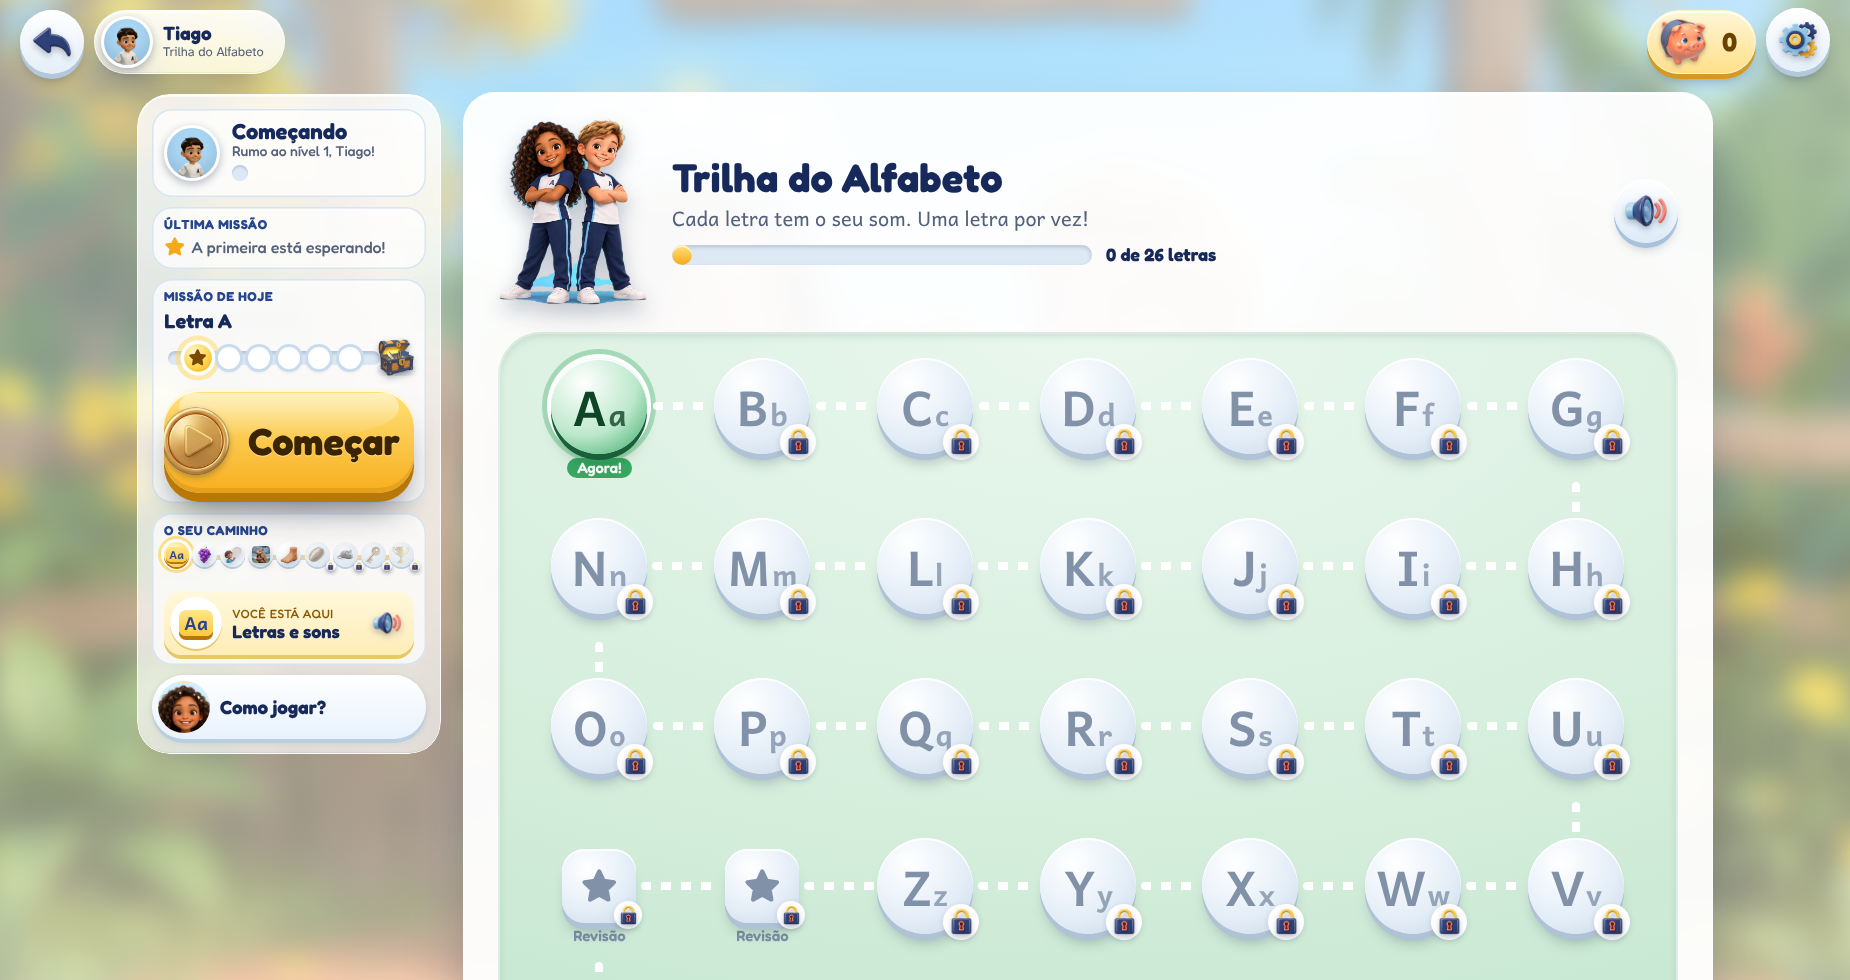 Tiago
Trilha do Alfabeto
0
Começando
Rumo ao nível 1, Tiago!
ÚLTIMA MISSÃO
A primeira está esperando!
MISSÃO DE HOJE
Letra A
Começar
O SEU CAMINHO
Aa
VOCÊ ESTÁ AQUI
Aa
Letras e sons
Como jogar?
Trilha do Alfabeto
Cada letra tem o seu som. Uma letra por vez!
0 de 26 letras
Aa Bb Cc Dd Ee Ff Gg
Agora!
Nn Mm Ll Kk Jj Ii Hh
Oo Pp Qq Rr Ss Tt Uu
Zz Yy Xx Ww Vv
Revisão Revisão